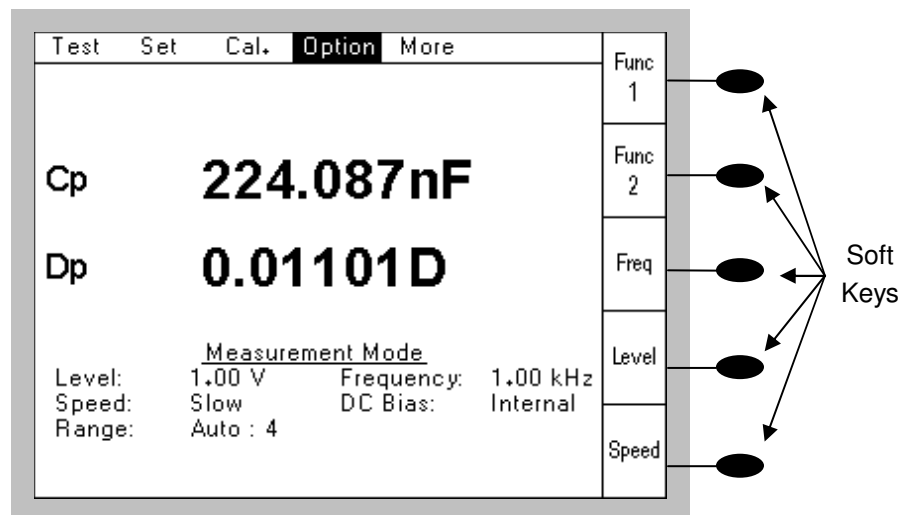 Test Set Cal. Option More
Func 1
Func 2
Cp 224.087nF
Dp 0.01101D
Freq
Soft Keys
Measurement Mode
Level: 1.00 V Frequency: 1.00 kHz
Level
Speed: Slow DC Bias: Internal
Range: Auto : 4
Speed